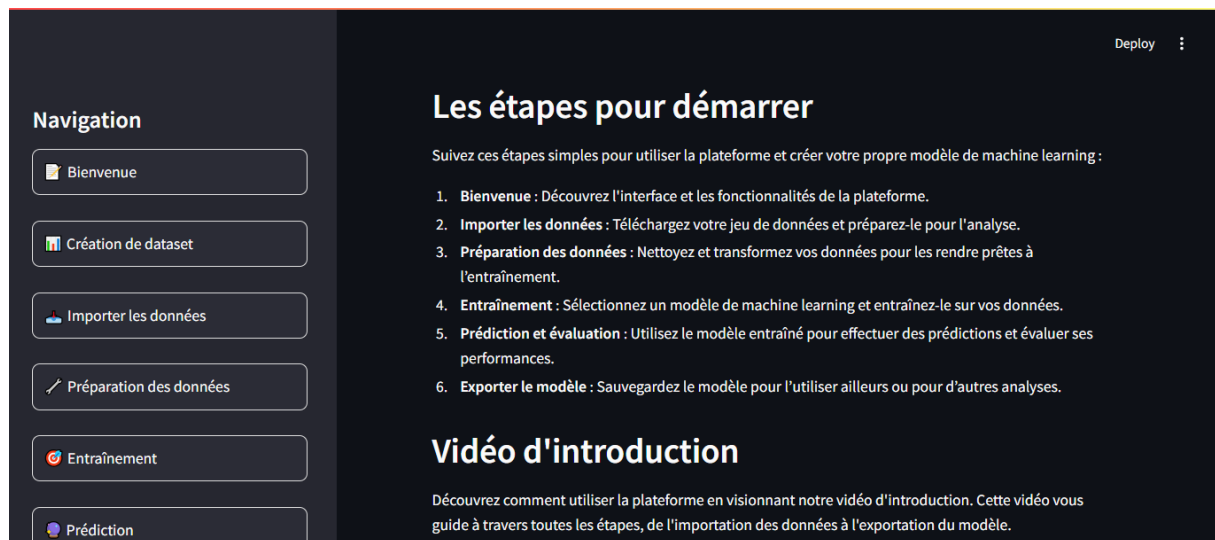 Deploy
Navigation
Bienvenue
Création de dataset
Importer les données
Préparation des données
Entraînement
Prédiction
Les étapes pour démarrer
Suivez ces étapes simples pour utiliser la plateforme et créer votre propre modèle de machine learning :
1. Bienvenue : Découvrez l'interface et les fonctionnalités de la plateforme.
2. Importer les données : Téléchargez votre jeu de données et préparez-le pour l'analyse.
3. Préparation des données : Nettoyez et transformez vos données pour les rendre prêtes à
l’entraînement.
4. Entraînement : Sélectionnez un modèle de machine learning et entraînez-le sur vos données.
5. Prédiction et évaluation : Utilisez le modèle entraîné pour effectuer des prédictions et évaluer ses
performances.
6. Exporter le modèle : Sauvegardez le modèle pour l’utiliser ailleurs ou pour d’autres analyses.
Vidéo d'introduction
Découvrez comment utiliser la plateforme en visionnant notre vidéo d'introduction. Cette vidéo vous
guide à travers toutes les étapes, de l'importation des données à l'exportation du modèle.